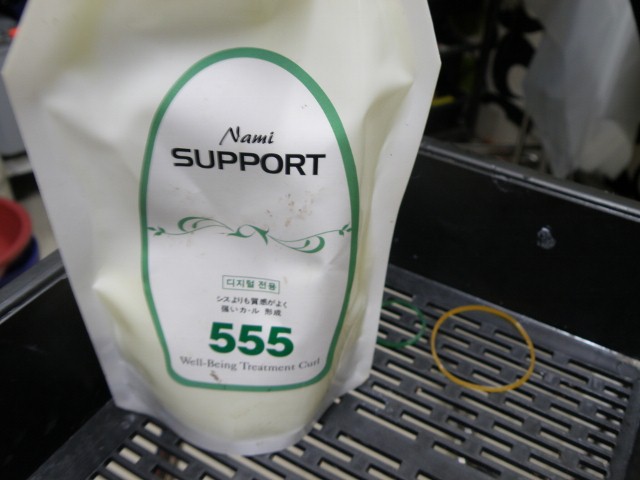 Nami
SUPPORT
디지털 전용
シスよりも質感がよく
強いカ-ル 形成
555
Well-Being Treatment Curl